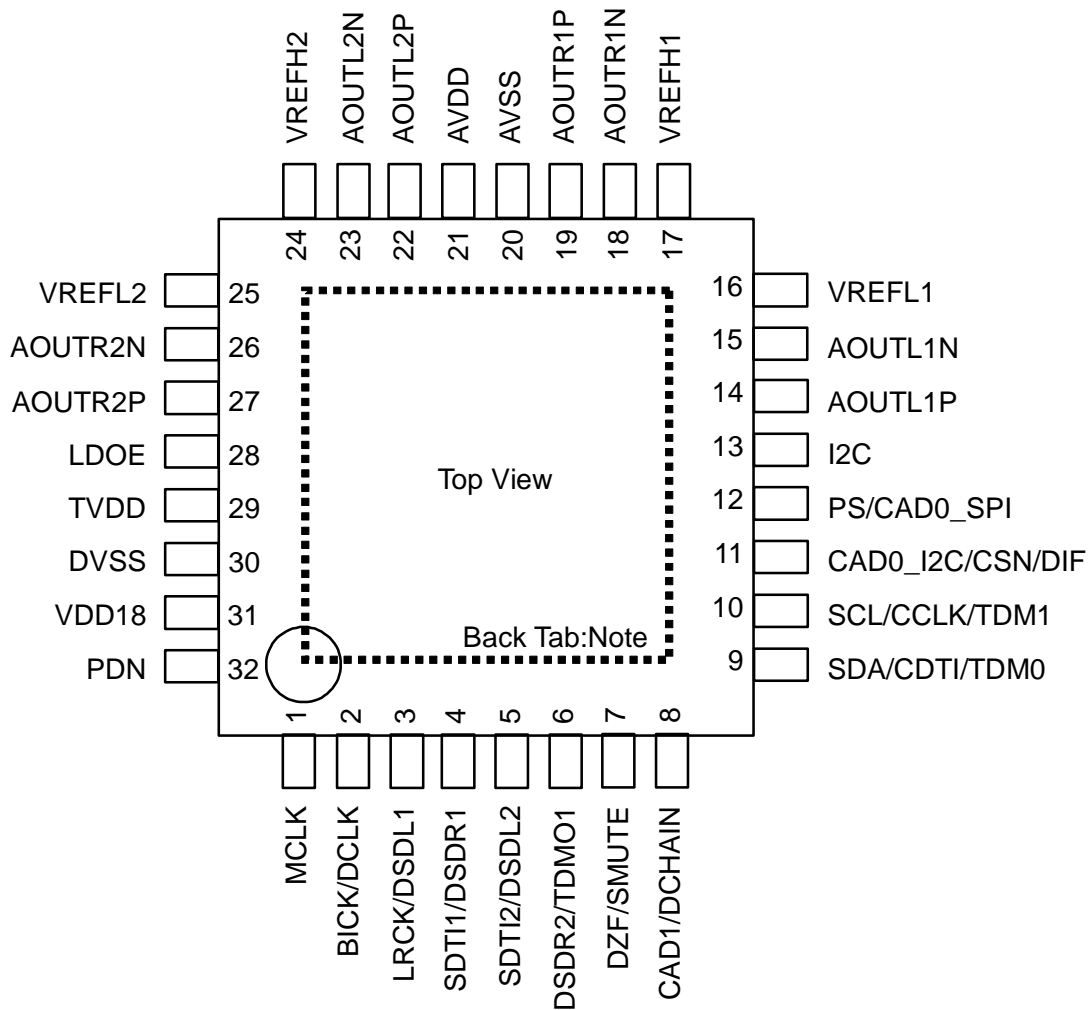 VREFH2
AOUTL2N
AOUTL2P
AVDD
AVSS
AOUTR1P
AOUTR1N
VREFH1
24
23
22
21
20
19
18
17
VREFL2 25
AOUTR2N 26
AOUTR2P 27
LDOE 28
TVDD 29
DVSS 30
VDD18 31
PDN 32
Top View
Back Tab:Note
16 VREFL1
15 AOUTL1N
14 AOUTL1P
13 I2C
12 PS/CAD0_SPI
11 CAD0_I2C/CSN/DIF
10 SCL/CCLK/TDM1
9 SDA/CDTI/TDM0
1
2
3
4
5
6
7
8
MCLK
BICK/DCLK
LRCK/DSDL1
SDTI1/DSDR1
SDTI2/DSDL2
DSDR2/TDMO1
DZF/SMUTE
CAD1/DCHAIN